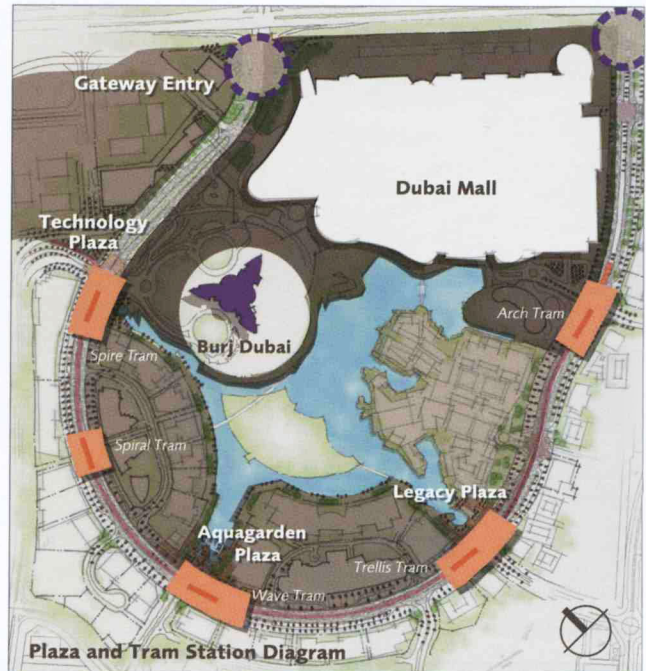 Gateway Entry
Dubai Mall
Technology
Plaza
Arch Tram
Burj Dubai
Spire Tram
Spiral Tram
Legacy Plaza
Aquagarden
Plaza
Trellis Tram
Wave Tram
Plaza and Tram Station Diagram